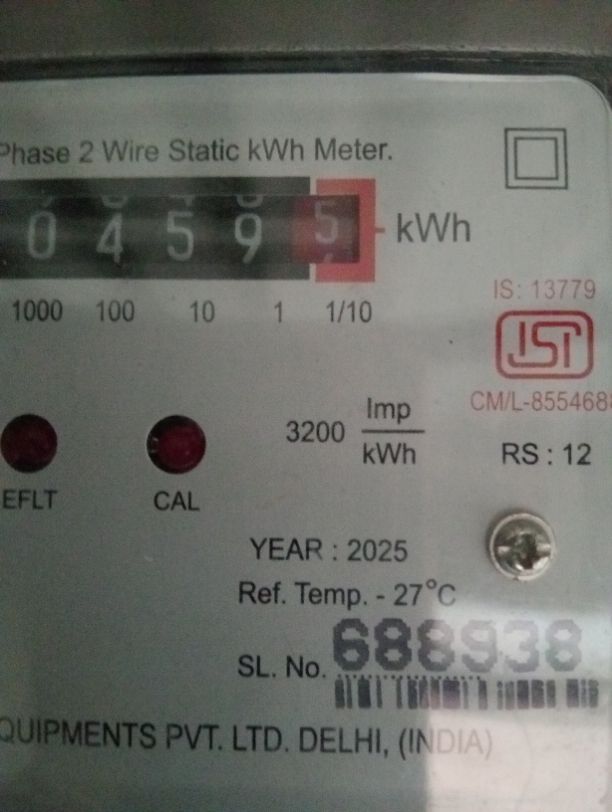 Phase 2 Wire Static kWh Meter.
0 4 5 9 5 kWh
1000 100 10 1 1/10
IS: 13779
ISI
CM/L-855468
3200 Imp/kWh
RS : 12
EFLT CAL
YEAR : 2025
Ref. Temp. - 27°C
SL. No. 688938
QUIPMENTS PVT. LTD. DELHI, (INDIA)